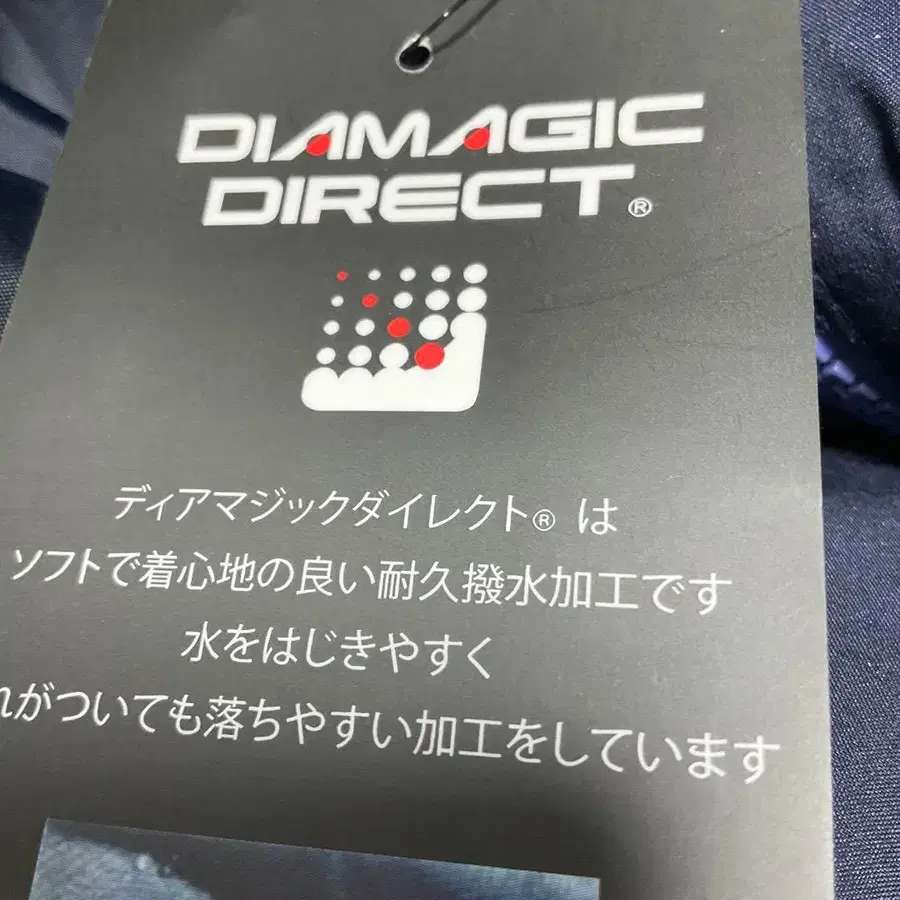 DIAMAGIC
DIRECT®
ディアマジックダイレクト® は
ソフトで着心地の良い耐久撥水加工です
水をはじきやすく
れがついても落ちやすい加工をしています